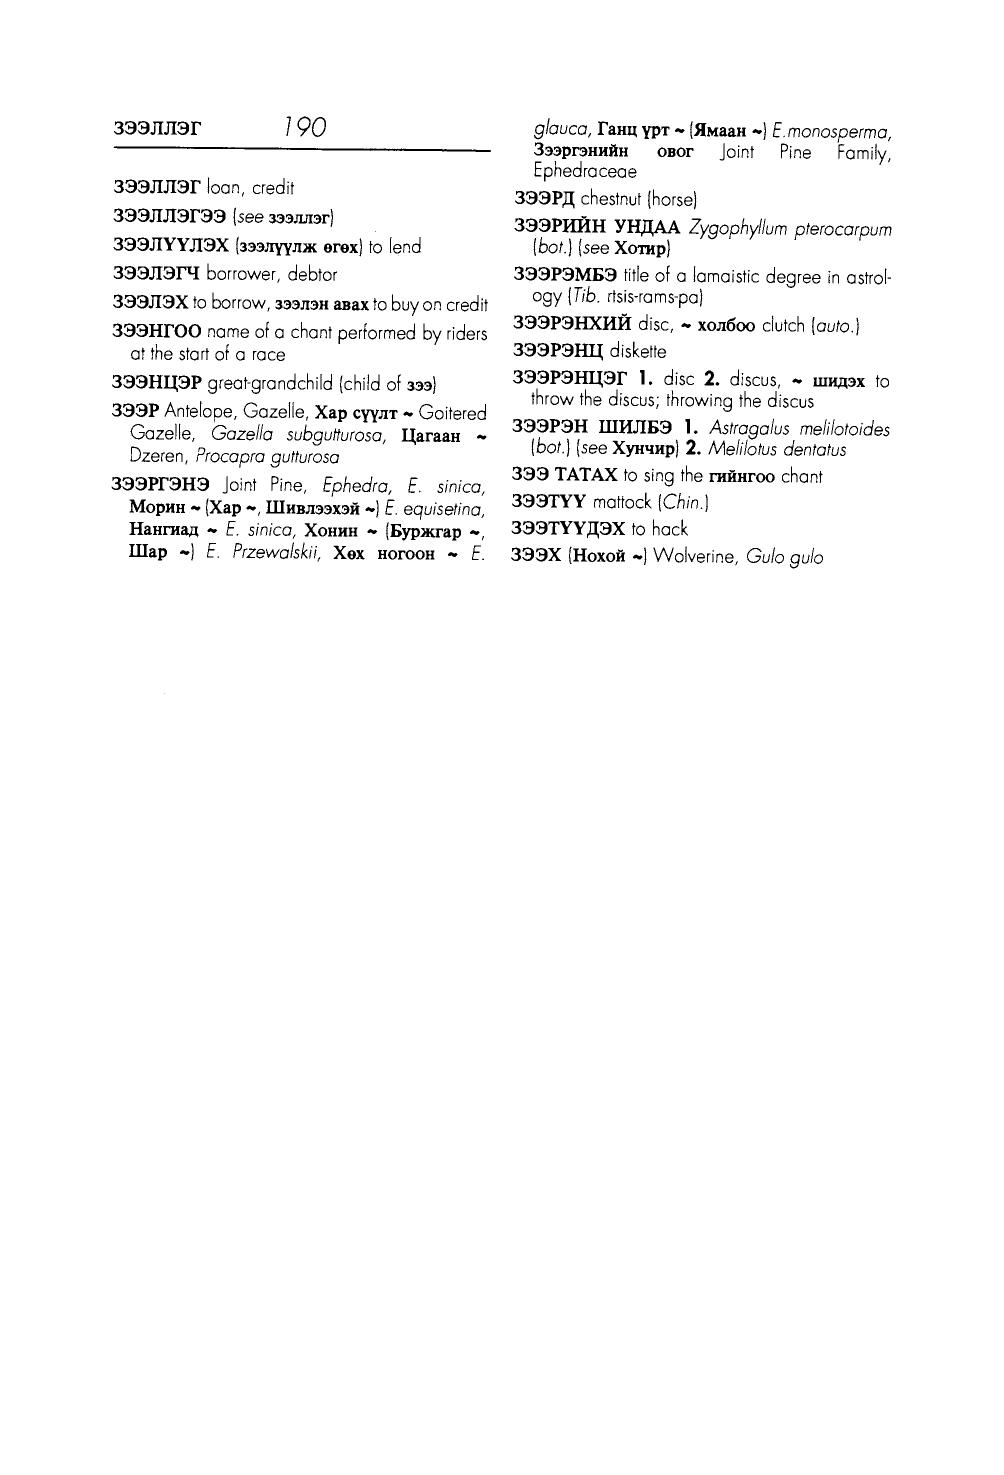 ЗЭЭЛЛЭГ 190
ЗЭЭЛЛЭГ loan, credit
ЗЭЭЛЛЭГЭЭ (see зээллэг)
ЗЭЭЛҮҮЛЭХ (зээлүүлж өгөх) to lend
ЗЭЭЛЭГЧ borrower, debtor
ЗЭЭЛЭХ to borrow, зээлэн авах to buy on credit
ЗЭЭНГОО name of a chant performed by riders
at the start of a race
ЗЭЭНЦЭР great-grandchild (child of зээ)
ЗЭЭР Antelope, Gazelle, Хар сүүлт ~ Goitered
Gazelle, Gazella subgutturosa, Цагаан ~
Dzeren, Procapra gutturosa
ЗЭЭРГЭНЭ Joint Pine, Ephedra, E. sinica,
Морин ~ (Хар ~, Шивлээхэй ~) E. equisetina,
Нангиад ~ E. sinica, Хонин ~ (Буржгар ~,
Шар ~) E. Przewalskii, Хөх ногоон ~ E.
glauca, Ганц үрт ~ (Ямаан ~) E.monosperma,
Зээргэнийн овог Joint Pine Family,
Ephedraceae
ЗЭЭРД chestnut (horse)
ЗЭЭРИЙН УНДАА Zygophyllum pterocarpum
(bot.) (see Хотир)
ЗЭЭРЭМБЭ title of a lamaistic degree in astrol-
ogy (Tib. rtsis-rams-pa)
ЗЭЭРЭНХИЙ disc, ~ холбоо clutch (auto.)
ЗЭЭРЭНЦ diskette
ЗЭЭРЭНЦЭГ 1. disc 2. discus, ~ шидэх to
throw the discus; throwing the discus
ЗЭЭРЭН ШИЛБЭ 1. Astragalus melilotoides
(bot.) (see Хунчир) 2. Melilotus dentatus
ЗЭЭ ТАТАХ to sing the гийнгоо chant
ЗЭЭТҮҮ mattock (Chin.)
ЗЭЭТҮҮДЭХ to hack
ЗЭЭХ (Нохой ~) Wolverine, Gulo gulo